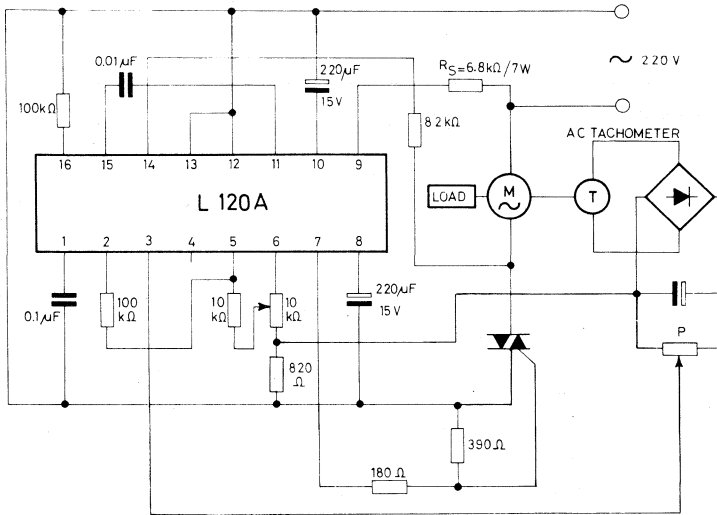 0.01µF
220µF
15V
R S = 6.8kΩ/7W
∼ 220 V
100kΩ
8.2kΩ
AC TACHOMETER
16 15 14 13 12 11 10 9
L 120A
LOAD
M
∼
T
1 2 3 4 5 6 7 8
0.1µF
100
kΩ
10
kΩ
10
kΩ
220µF
15V
P
820
Ω
390Ω
180Ω